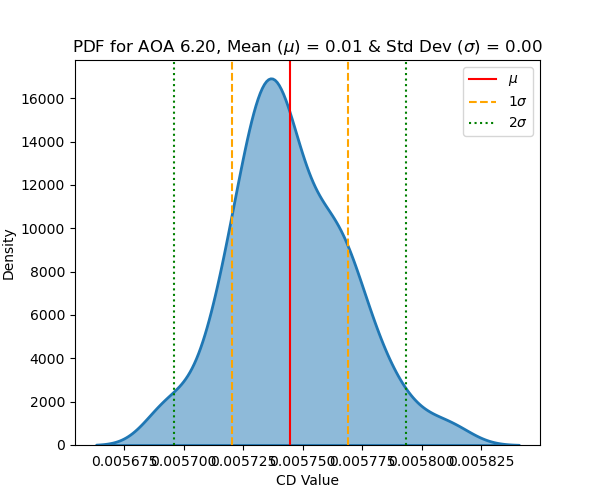 PDF for AOA 6.20, Mean (μ) = 0.01 & Std Dev (σ) = 0.00
μ
1σ
2σ
16000
14000
12000
10000
8000
6000
4000
2000
0
Density
0.005675 0.005700 0.005725 0.005750 0.005775 0.005800 0.005825
CD Value